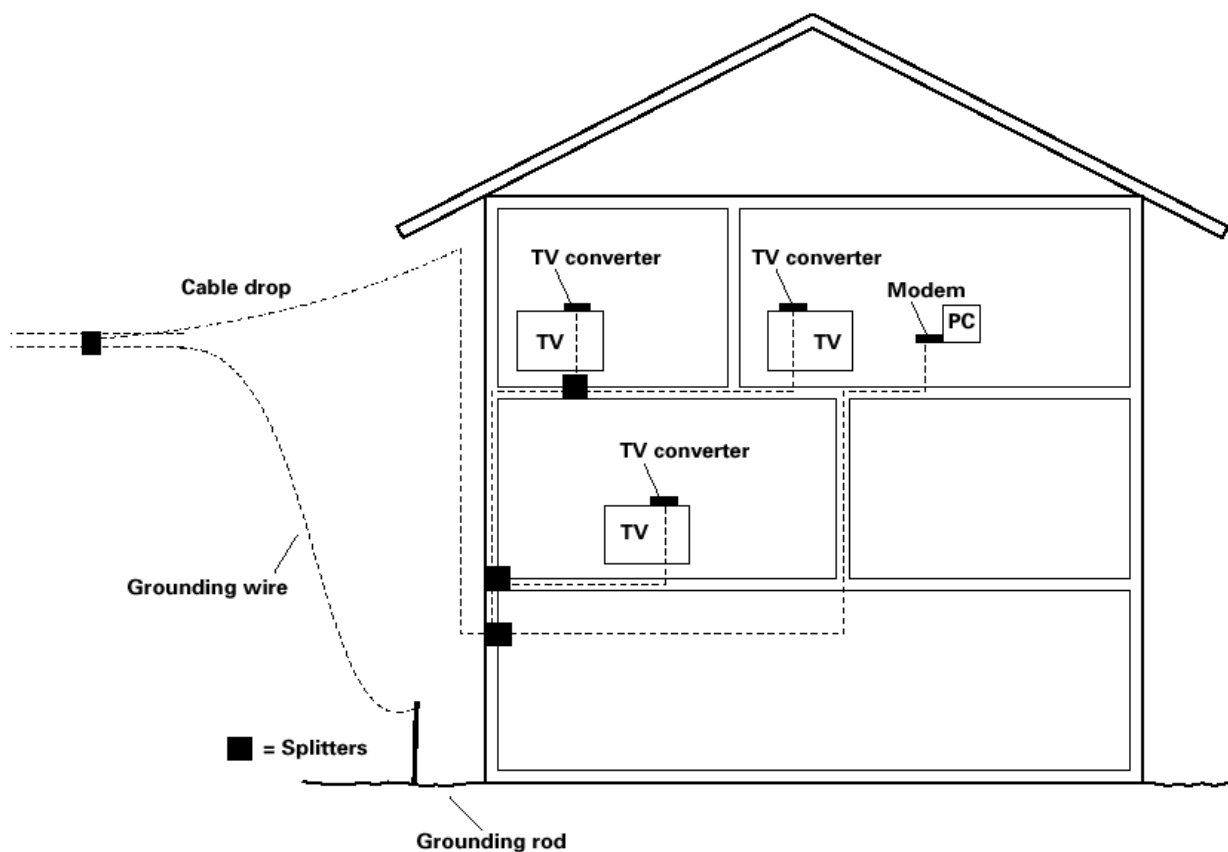 TV converter
TV converter
Cable drop
Modem
PC
TV
TV
TV converter
TV
Grounding wire
= Splitters
Grounding rod